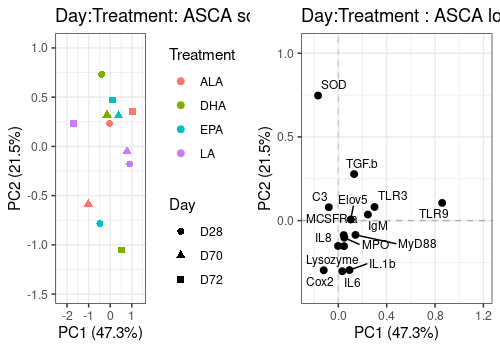 Day:Treatment: ASCA sc
PC2 (21.5%)
1.0
0.5
0.0
-0.5
-1.0
-1.5
-2
-1
0
1
PC1 (47.3%)
Treatment
ALA
DHA
EPA
LA
Day
D28
D70
D72
Day:Treatment : ASCA lo
PC2 (21.5%)
1.0
0.5
0.0
SOD
TGF.b
C3
Elov5
TLR3
TLR9
MCSFRa
IgM
IL8
MPO
MyD88
Lysozyme
IL.1b
Cox2
IL6
0.0
0.4
0.8
1.2
PC1 (47.3%)